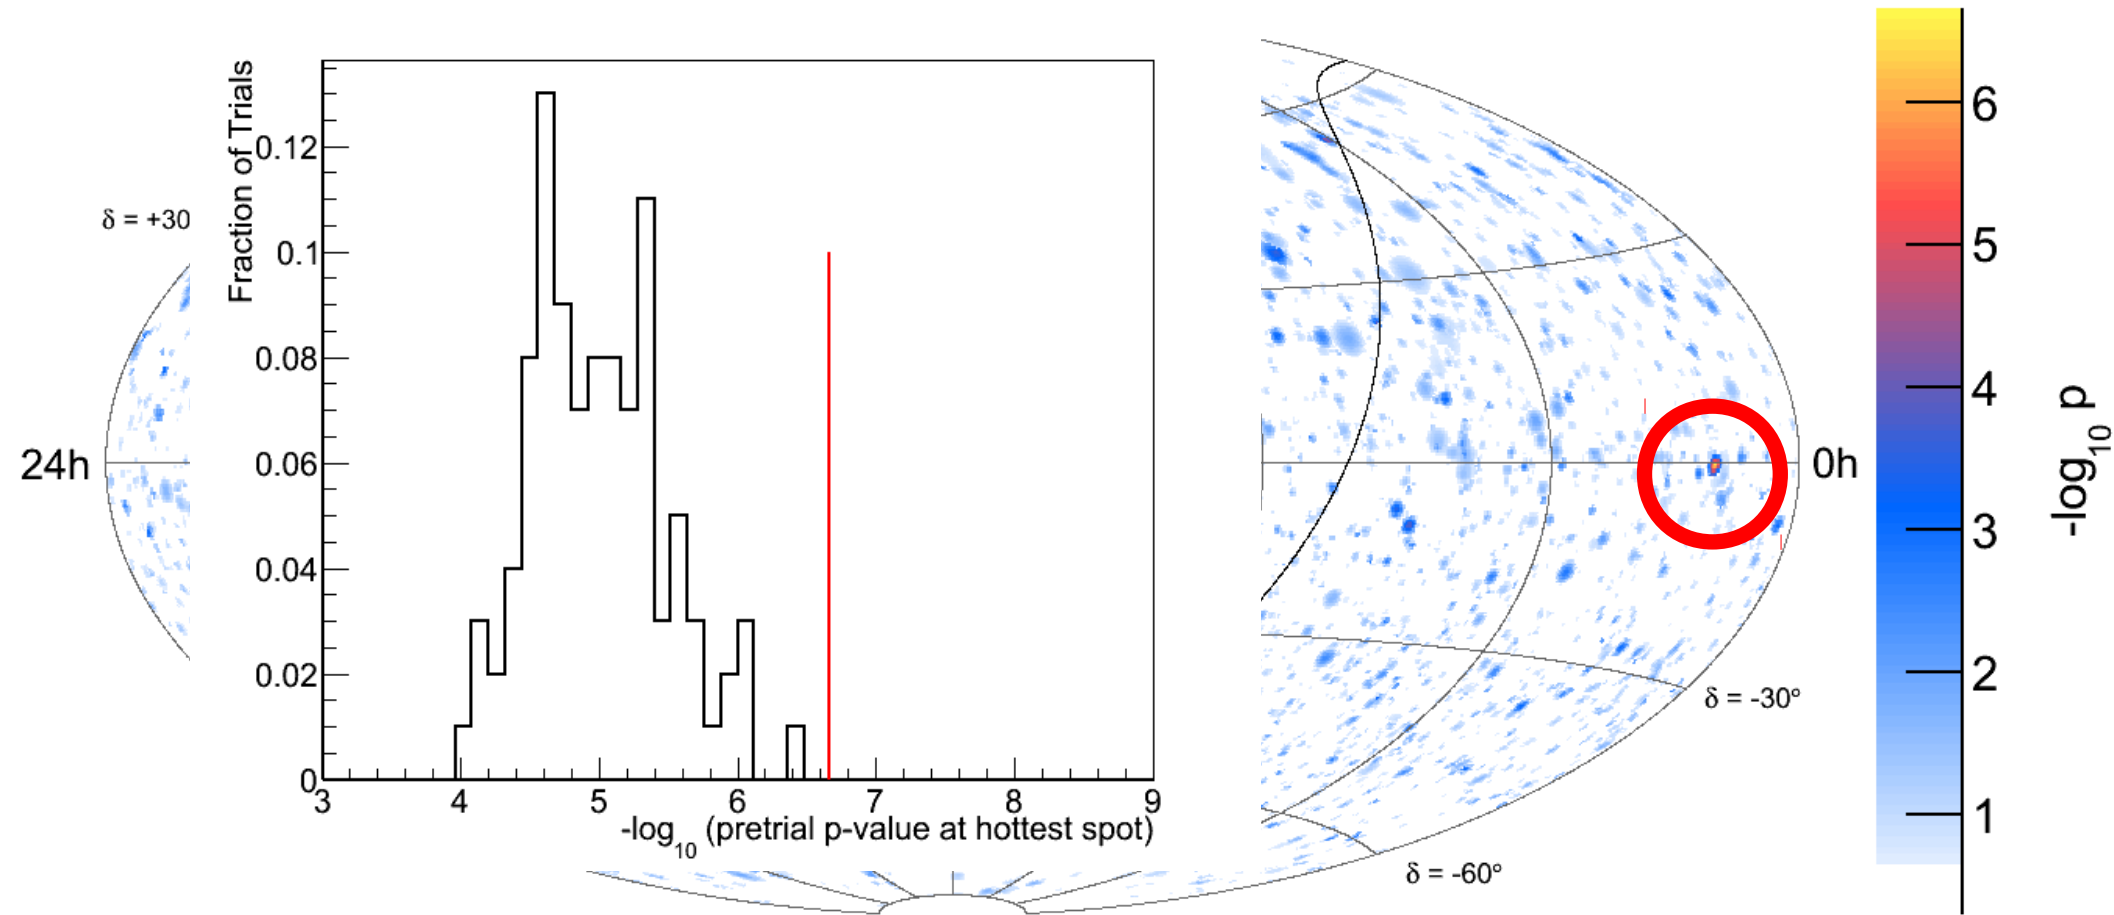 δ = +30
24h
Fraction of Trials
0.12
0.1
0.08
0.06
0.04
0.02
0
3 4 5 6 7 8 9
-log10 (pretrial p-value at hottest spot)
0h
δ = -30°
δ = -60°
6
5
4
3
2
1
-log10 p